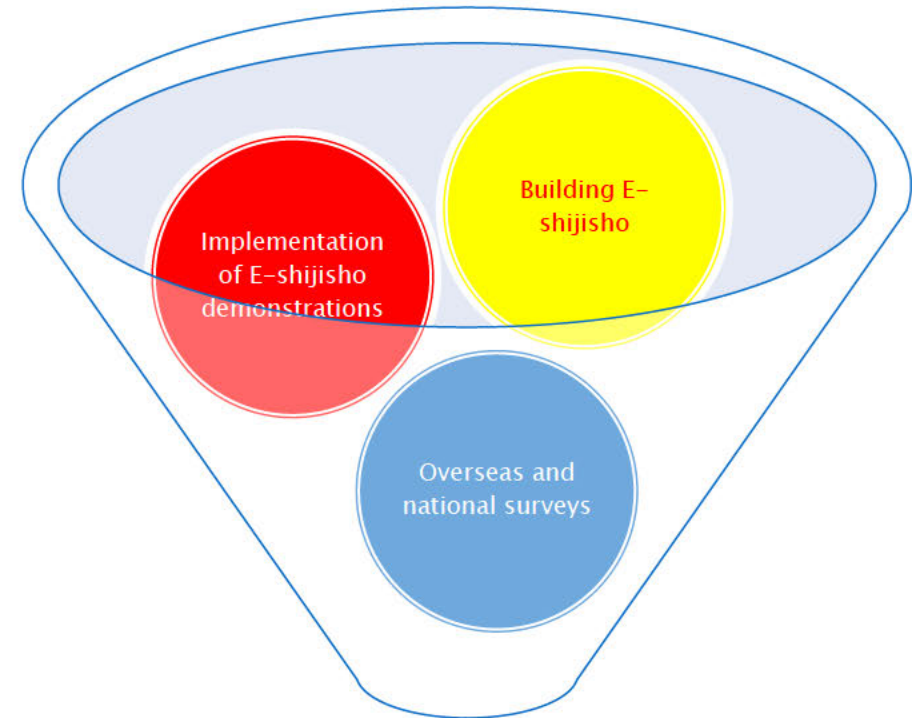 Building E-
shijisho
Implementation
of E-shijisho
demonstrations
Overseas and
national surveys